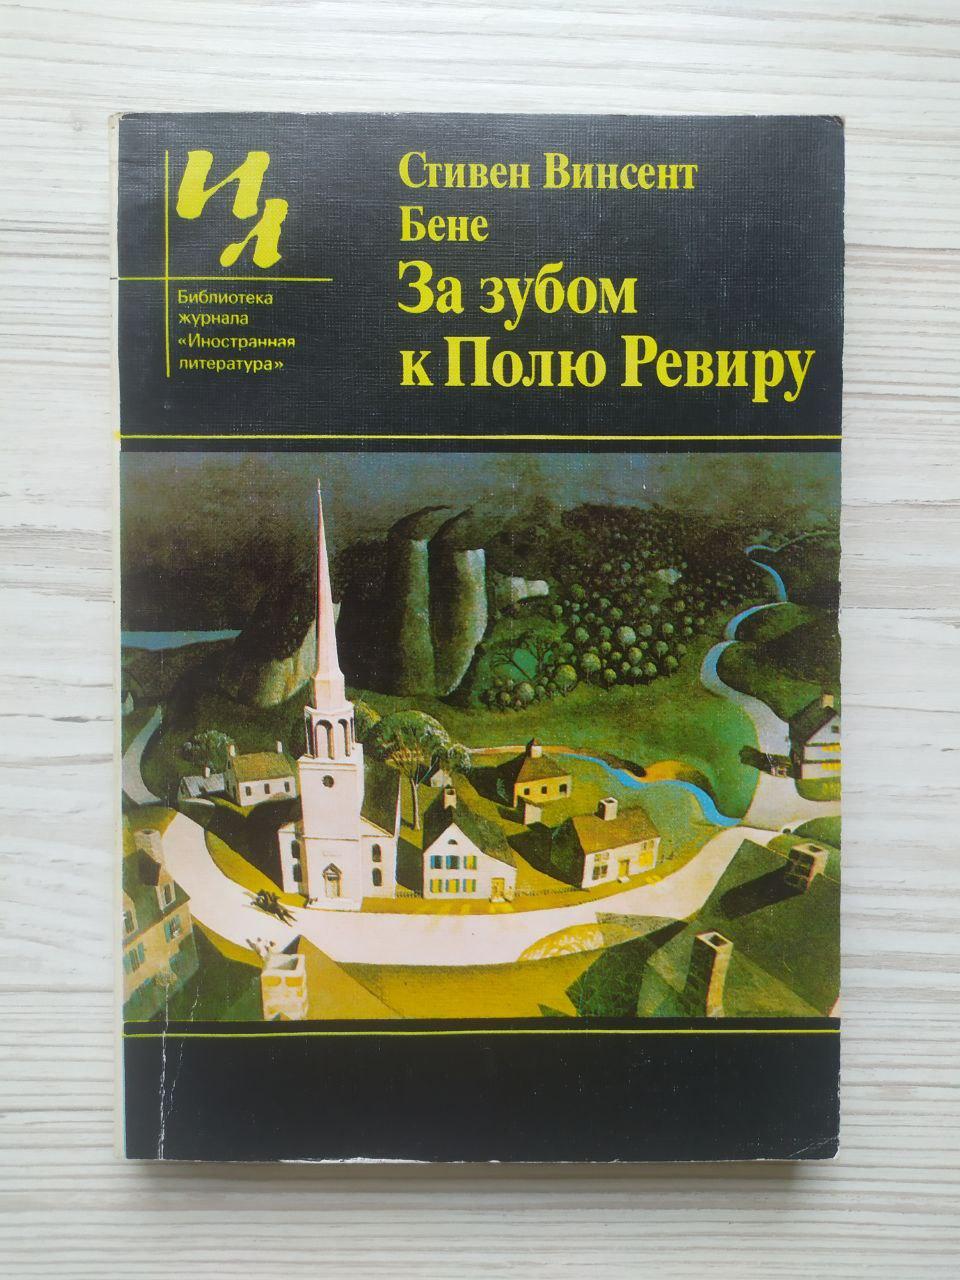 ИЛ
Библиотека
журнала
«Иностранная
литература»
Стивен Винсент
Бене
За зубом
к Полю Ревиру